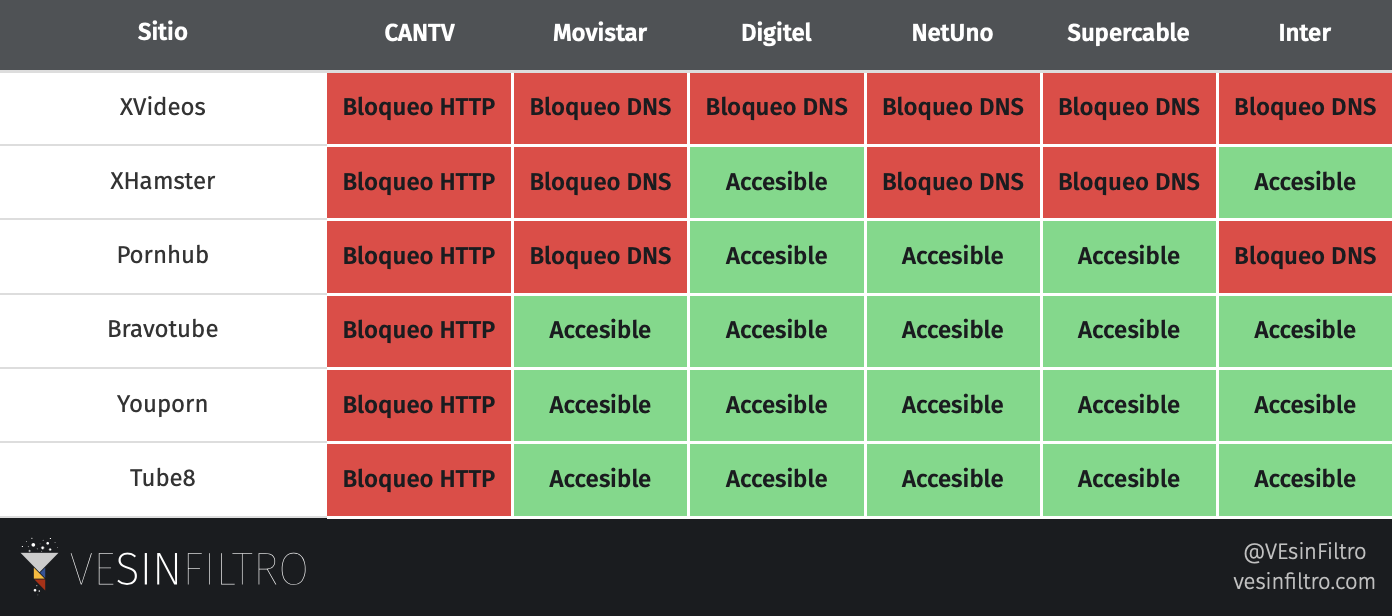 Sitio CANTV Movistar Digitel NetUno Supercable Inter
XVideos Bloqueo HTTP Bloqueo DNS Bloqueo DNS Bloqueo DNS Bloqueo DNS Bloqueo DNS
XHamster Bloqueo HTTP Bloqueo DNS Accesible Bloqueo DNS Bloqueo DNS Accesible
Pornhub Bloqueo HTTP Bloqueo DNS Accesible Accesible Accesible Bloqueo DNS
Bravotube Bloqueo HTTP Accesible Accesible Accesible Accesible Accesible
Youporn Bloqueo HTTP Accesible Accesible Accesible Accesible Accesible
Tube8 Bloqueo HTTP Accesible Accesible Accesible Accesible Accesible
VESINFILTRO
@VEsinFiltro
vesinfiltro.com